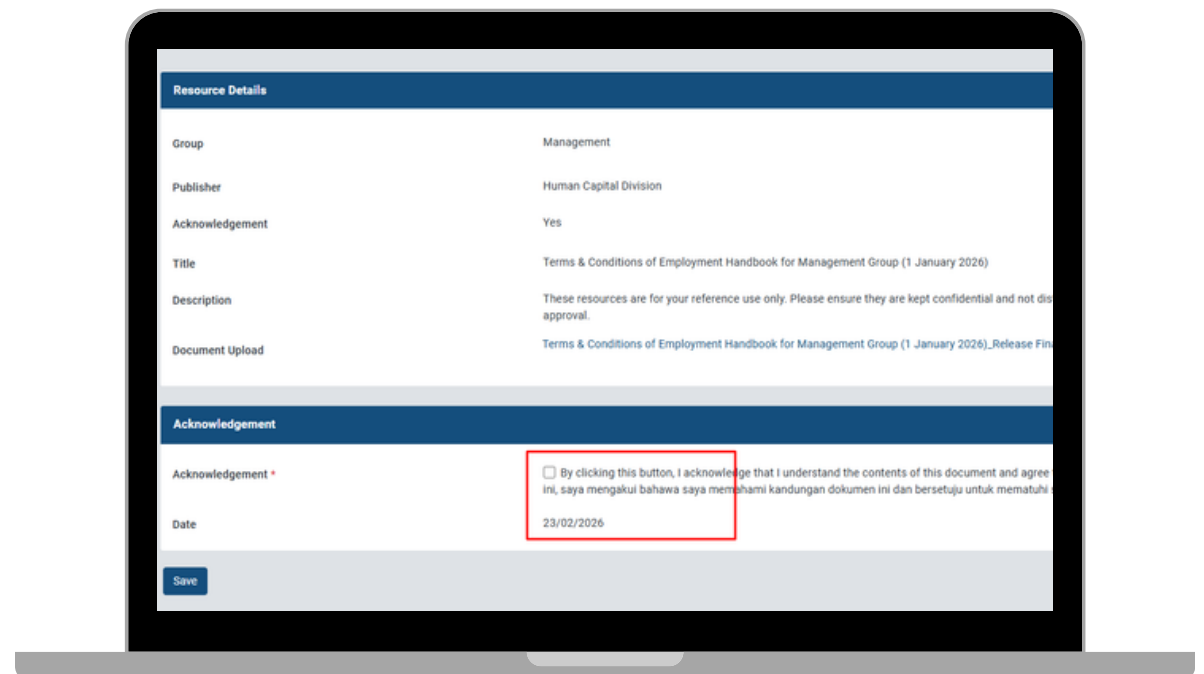 Resource Details
Group
Management
Publisher
Human Capital Division
Acknowledgement
Yes
Title
Terms & Conditions of Employment Handbook for Management Group (1 January 2026)
Description
These resources are for your reference use only. Please ensure they are kept confidential and not dis
approval.
Document Upload
Terms & Conditions of Employment Handbook for Management Group (1 January 2026)_Release Fina
Acknowledgement
Acknowledgement *
By clicking this button, I acknowledge that I understand the contents of this document and agree
ini, saya mengakui bahawa saya memahami kandungan dokumen ini dan bersetuju untuk mematuhi
Date
23/02/2026
Save